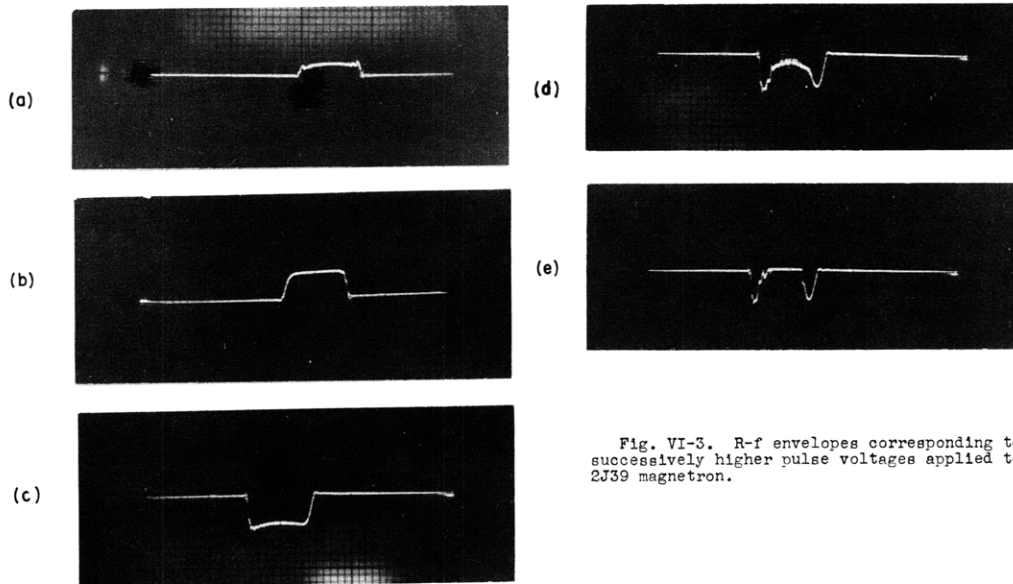 (a)
(b)
(c)
(d)
(e)
Fig. VI-3. R-f envelopes corresponding
successively higher pulse voltages applied
2J39 magnetron.